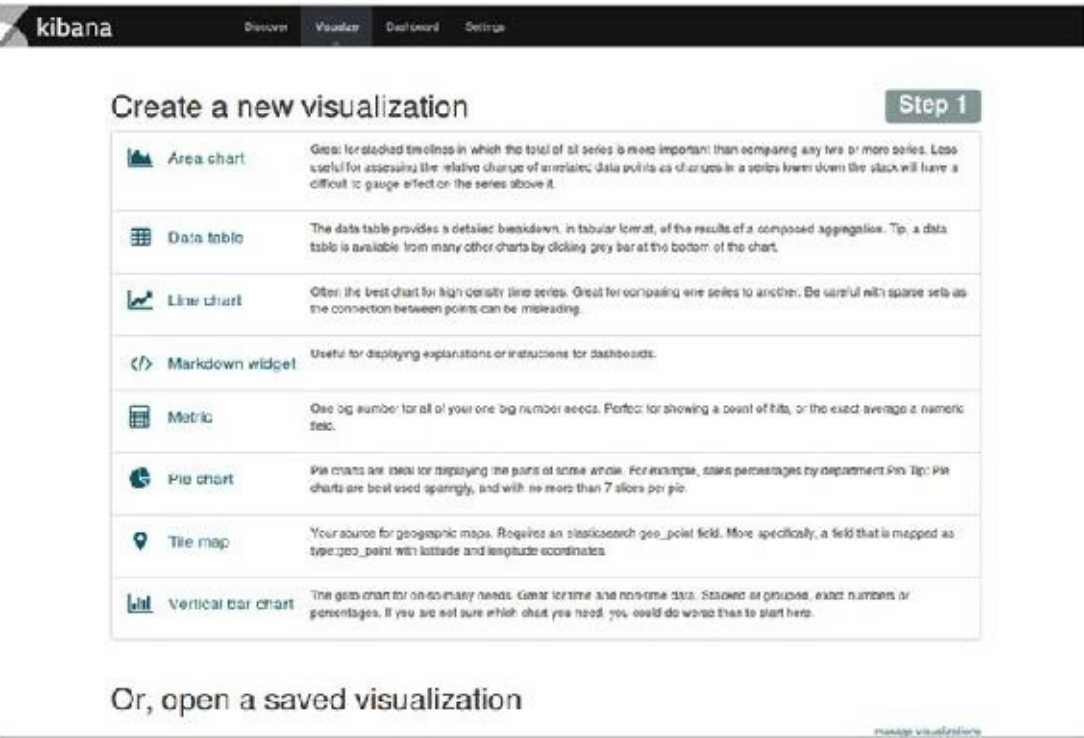 kibana
Discover Visualize Dashboard Settings
Create a new visualization
Step 1
Area chart
Great for stacked timelines in which the total of all series is more important than comparing any two or more series. Less
useful for assessing the relative change of unrelated data points as changes in a series lower down the stack will have a
difficult to gauge effect on the series above it.
Data table
The data table provides a detailed breakdown, in tabular format, of the results of a composed aggregation. Tip, a data
table is available from many other charts by clicking grey bar at the bottom of the chart.
Line chart
Often the best chart for high density time series. Great for comparing one series to another. Be careful with sparse sets as
the connection between points can be misleading.
</> Markdown widget
Useful for displaying explanations or instructions for dashboards.
Metric
One big number for all of your one big number needs. Perfect for showing a count of hits, or the exact average a numeric
field.
Pie chart
Pie charts are ideal for displaying the parts of some whole. For example, sales percentages by department.Pro Tip: Pie
charts are best used sparingly, and with no more than 7 slices per pie.
Tile map
Your source for geographic maps. Requires an elasticsearch geo_point field. More specifically, a field that is mapped as
type:geo_point with latitude and longitude coordinates.
Vertical bar chart
The goto chart for oh-so-many needs. Great for time and non-time data. Stacked or grouped, exact numbers or
percentages. If you are not sure which chart you need, you could do worse than to start here.
Or, open a saved visualization
manage visualizations